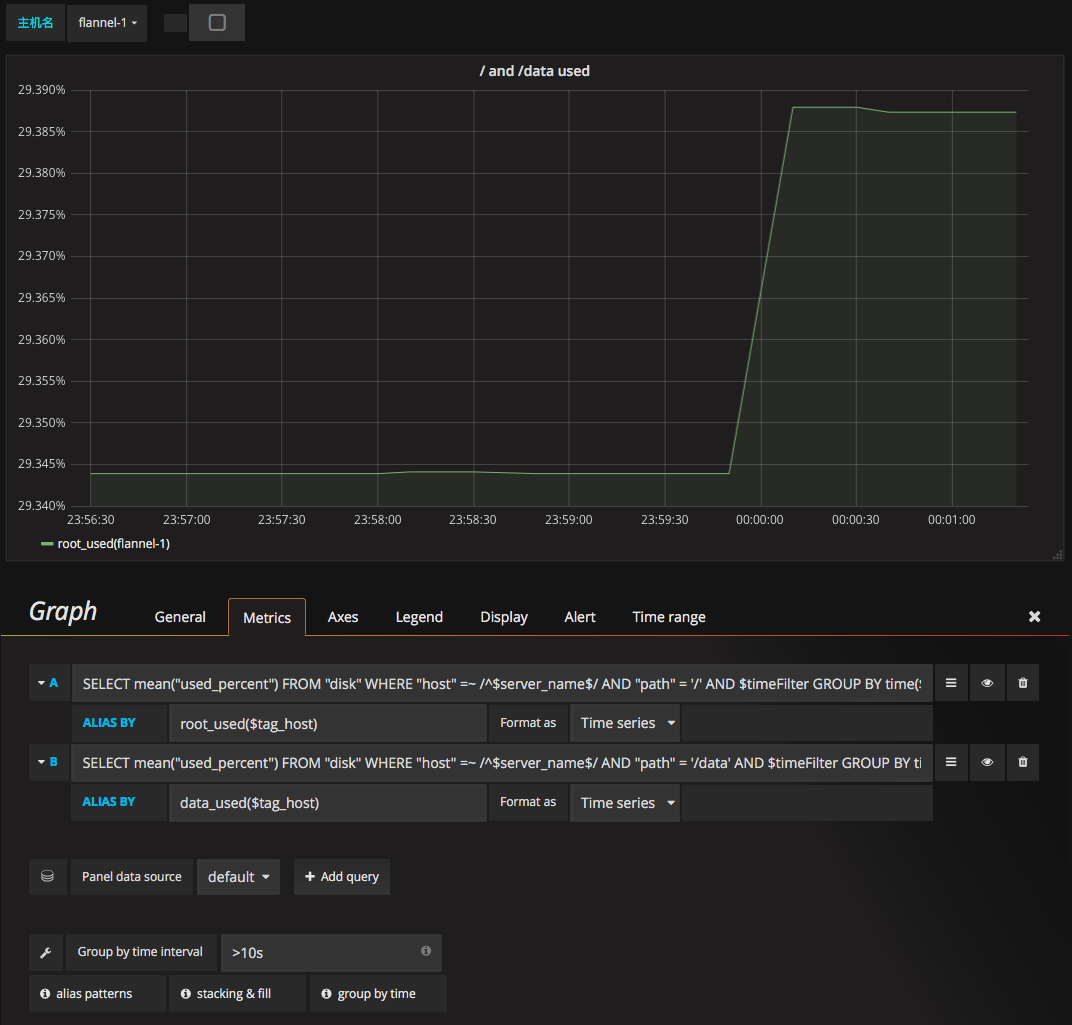 主机名 flannel-1
/ and /data used
29.390%
29.385%
29.380%
29.375%
29.370%
29.365%
29.360%
29.355%
29.350%
29.345%
29.340%
23:56:30 23:57:00 23:57:30 23:58:00 23:58:30 23:59:00 23:59:30 00:00:00 00:00:30 00:01:00
root_used(flannel-1)
Graph General Metrics Axes Legend Display Alert Time range
A SELECT mean("used_percent") FROM "disk" WHERE "host" =~ /^$server_name$/ AND "path" = '/' AND $timeFilter GROUP BY time($
ALIAS BY root_used($tag_host) Format as Time series
B SELECT mean("used_percent") FROM "disk" WHERE "host" =~ /^$server_name$/ AND "path" = '/data' AND $timeFilter GROUP BY ti
ALIAS BY data_used($tag_host) Format as Time series
Panel data source default Add query
Group by time interval >10s
alias patterns stacking & fill group by time